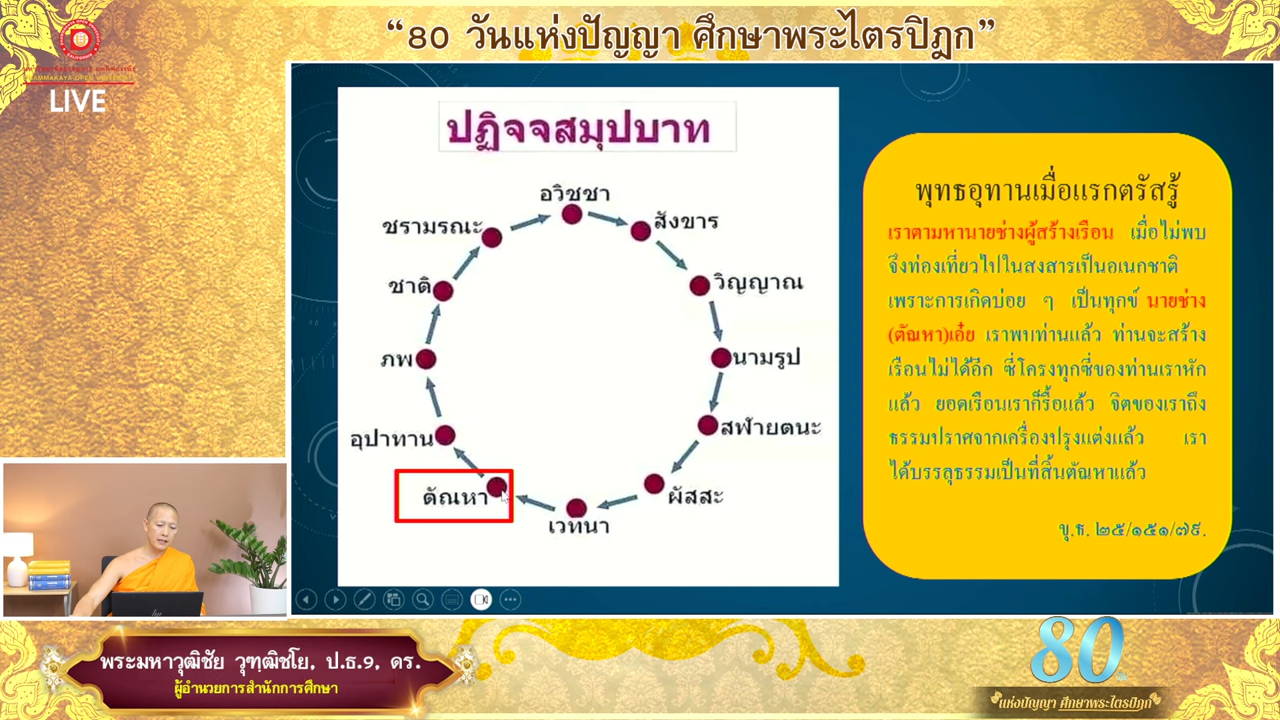 “80 วันแห่งปัญญา ศึกษาพระไตรปิฎก”
LIVE
ปฏิจจสมุปบาท
อวิชชา
สังขาร
วิญญาณ
นามรูป
สฬายตนะ
ผัสสะ
เวทนา
ตัณหา
อุปาทาน
ภพ
ชาติ
ชรามรณะ
พุทธอุทานเมื่อแรกตรัสรู้
เราตามหานายช่างผู้สร้างเรือน เมื่อไม่พบ
จึงท่องเที่ยวไปในสงสารเป็นอเนกชาติ
เพราะการเกิดบ่อย ๆ เป็นทุกข์ นายช่าง
(ตัณหา)เอ๋ย เราพบท่านแล้ว ท่านจะสร้าง
เรือนไม่ได้อีก ซี่โครงทุกซี่ของท่านเราหัก
แล้ว ยอดเรือนเราก็รื้อแล้ว จิตของเราถึง
ธรรมปราศจากเครื่องปรุงแต่งแล้ว เรา
ได้บรรลุธรรมเป็นที่สิ้นตัณหาแล้ว
ขุ.ธ. ๒๕/๑๕๑/๗๙.
พระมหาวุฒิชัย วุฑฺฒิชโย, ป.ธ.9, ดร.
ผู้อำนวยการสำนักการศึกษา
80
แห่งปัญญา ศึกษาพระไตรปิฎก